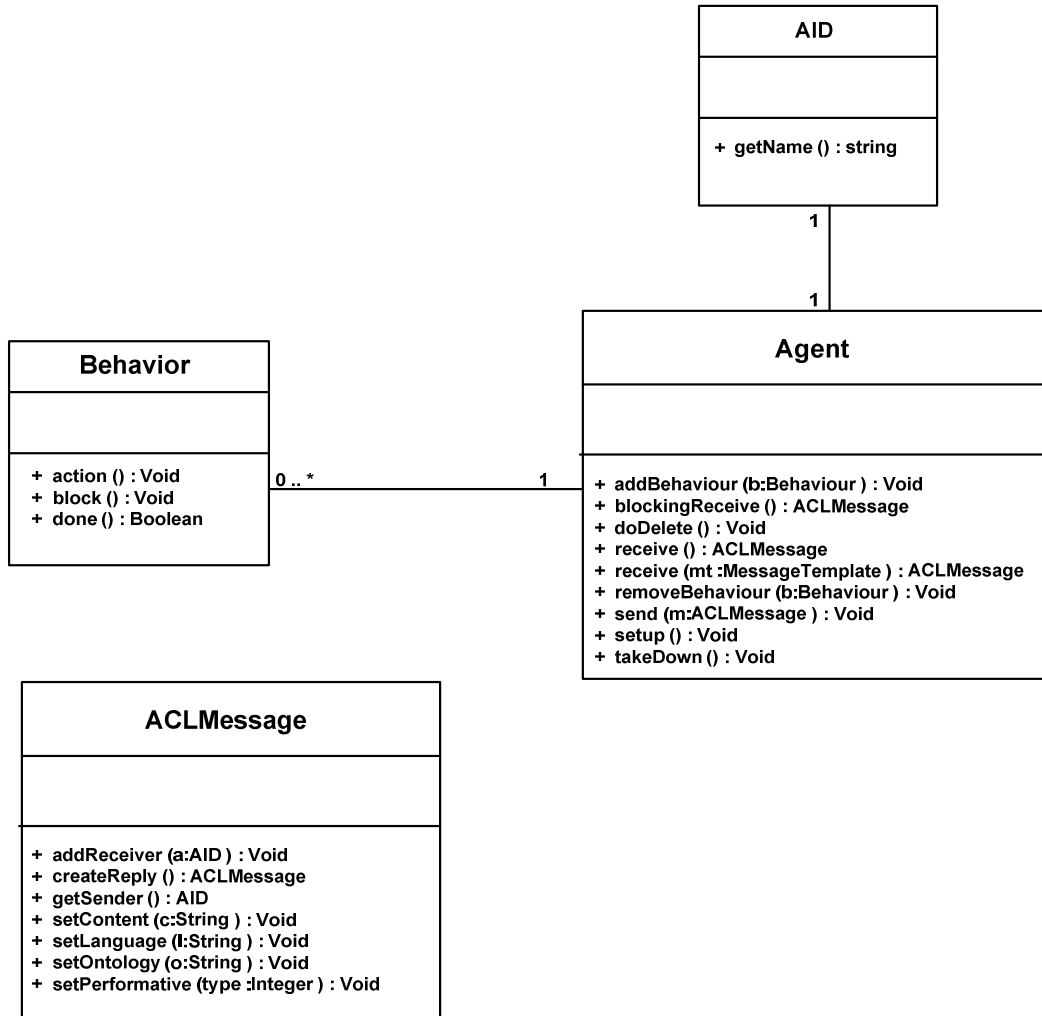 AID
+ getName () : string
1
1
Agent
+ addBehaviour (b:Behaviour ) : Void
+ blockingReceive () : ACLMessage
+ doDelete () : Void
+ receive () : ACLMessage
+ receive (mt :MessageTemplate ) : ACLMessage
+ removeBehaviour (b:Behaviour ) : Void
+ send (m:ACLMessage ) : Void
+ setup () : Void
+ takeDown () : Void
Behavior
+ action () : Void
+ block () : Void
+ done () : Boolean
0 .. *
1
ACLMessage
+ addReceiver (a:AID ) : Void
+ createReply () : ACLMessage
+ getSender () : AID
+ setContent (c:String ) : Void
+ setLanguage (l:String ) : Void
+ setOntology (o:String ) : Void
+ setPerformative (type :Integer ) : Void